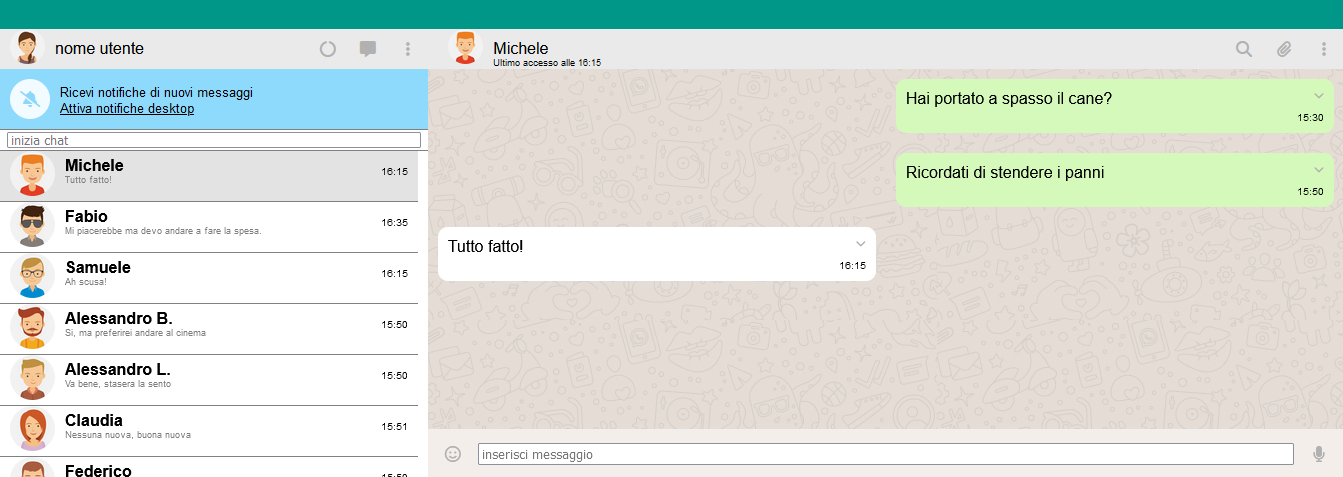 nome utente
Ricevi notifiche di nuovi messaggi
Attiva notifiche desktop
inizia chat
Michele
16:15
Tutto fatto!
Fabio
16:35
Mi piacerebbe ma devo andare a fare la spesa.
Samuele
16:15
Ah scusa!
Alessandro B.
15:50
Si, ma preferirei andare al cinema
Alessandro L.
15:50
Va bene, stasera la sento
Claudia
15:51
Nessuna nuova, buona nuova
Federico
Michele
Ultimo accesso alle 16:15
Hai portato a spasso il cane?
15:30
Ricordati di stendere i panni
15:50
Tutto fatto!
16:15
inserisci messaggio